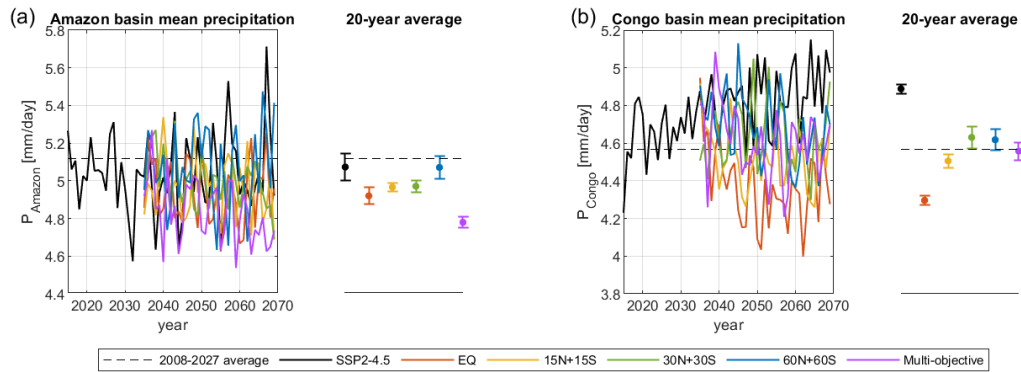 (a)
Amazon basin mean precipitation
20-year average
5.8
5.6
5.4
5.2
5.0
4.8
4.6
4.4
P_Amazon [mm/day]
2020 2030 2040 2050 2060 2070
year
(b)
Congo basin mean precipitation
20-year average
5.2
5
4.8
4.6
4.4
4.2
4
3.8
P_Congo [mm/day]
2020 2030 2040 2050 2060 2070
year
2008-2027 average SSP2-4.5 EQ 15N+15S 30N+30S 60N+60S Multi-objective